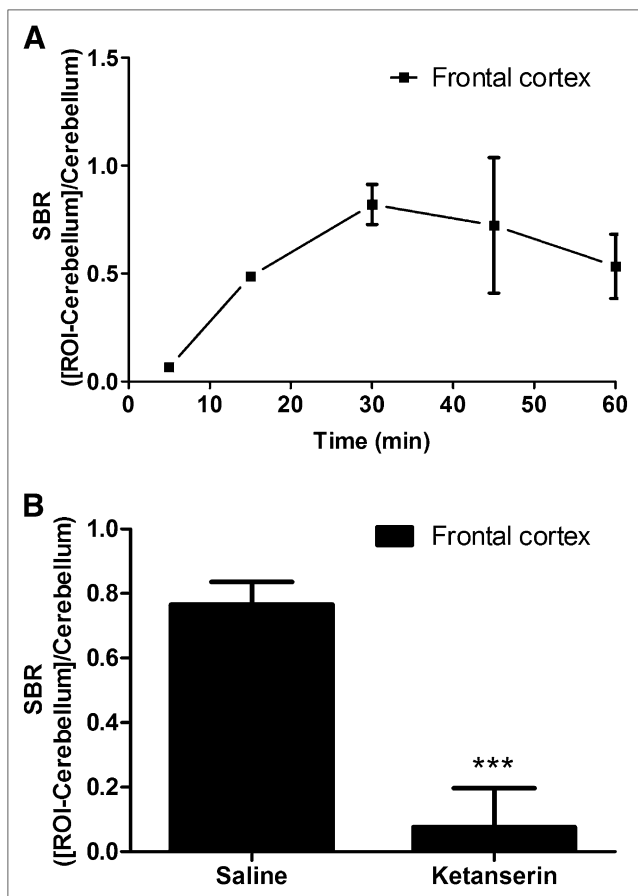 A
SBR
([ROI-Cerebellum]/Cerebellum)
1.5
1.0
0.5
0.0
Frontal cortex
0 10 20 30 40 50 60
Time (min)
B
SBR
([ROI-Cerebellum]/Cerebellum)
1.0
0.8
0.6
0.4
0.2
0.0
Frontal cortex
***
Saline Ketanserin